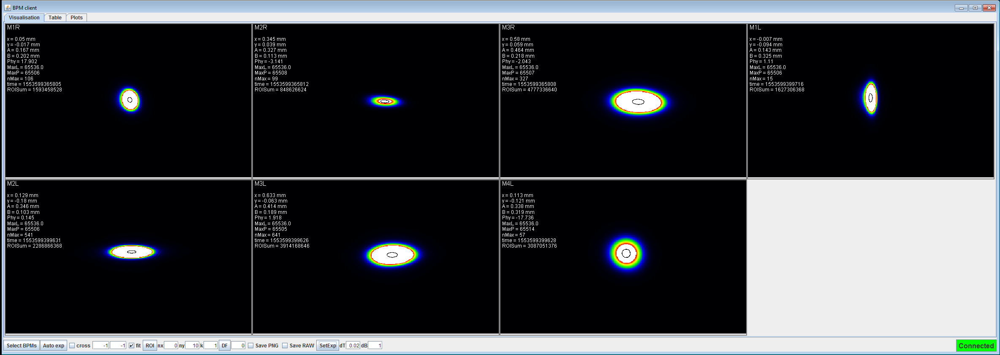 BPM client
Visualisation Table Plots
M1R
x = 0.05 mm
y = -0.017 mm
A = 0.167 mm
B = 0.202 mm
Phy = 17.902
MaxL = 65536.0
MaxP = 65506
nMax = 106
time = 1553599365805
ROISum = 1593458528
M2R
x = 0.345 mm
y = 0.039 mm
A = 0.327 mm
B = 0.113 mm
Phy = -3.141
MaxL = 65536.0
MaxP = 65508
nMax = 99
time = 1553599365812
ROISum = 848626624
M3R
x = 0.58 mm
y = 0.059 mm
A = 0.464 mm
B = 0.218 mm
Phy = -2.043
MaxL = 65536.0
MaxP = 65507
nMax = 327
time = 1553599365808
ROISum = 4777336640
M1L
x = -0.007 mm
y = -0.094 mm
A = 0.143 mm
B = 0.325 mm
Phy = 1.11
MaxL = 65536.0
MaxP = 65506
nMax = 15
time = 1553599399716
ROISum = 1627306368
M2L
x = 0.129 mm
y = -0.18 mm
A = 0.346 mm
B = 0.103 mm
Phy = 0.145
MaxL = 65536.0
MaxP = 65506
nMax = 541
time = 1553599399631
ROISum = 2286866368
M3L
x = 0.633 mm
y = -0.063 mm
A = 0.414 mm
B = 0.189 mm
Phy = 1.918
MaxL = 65536.0
MaxP = 65505
nMax = 641
time = 1553599399626
ROISum = 3914168646
M4L
x = 0.113 mm
y = -0.121 mm
A = 0.338 mm
B = 0.319 mm
Phy = -17.736
MaxL = 65536.0
MaxP = 65514
nMax = 57
time = 1553599399628
ROISum = 3087051376
Select BPMs Auto exp cross -1 -1 fit ROI nx 0 ny 10 k 1 DF 0 Save PNG Save RAW SetExp dT 0.02 dB 1 Connected